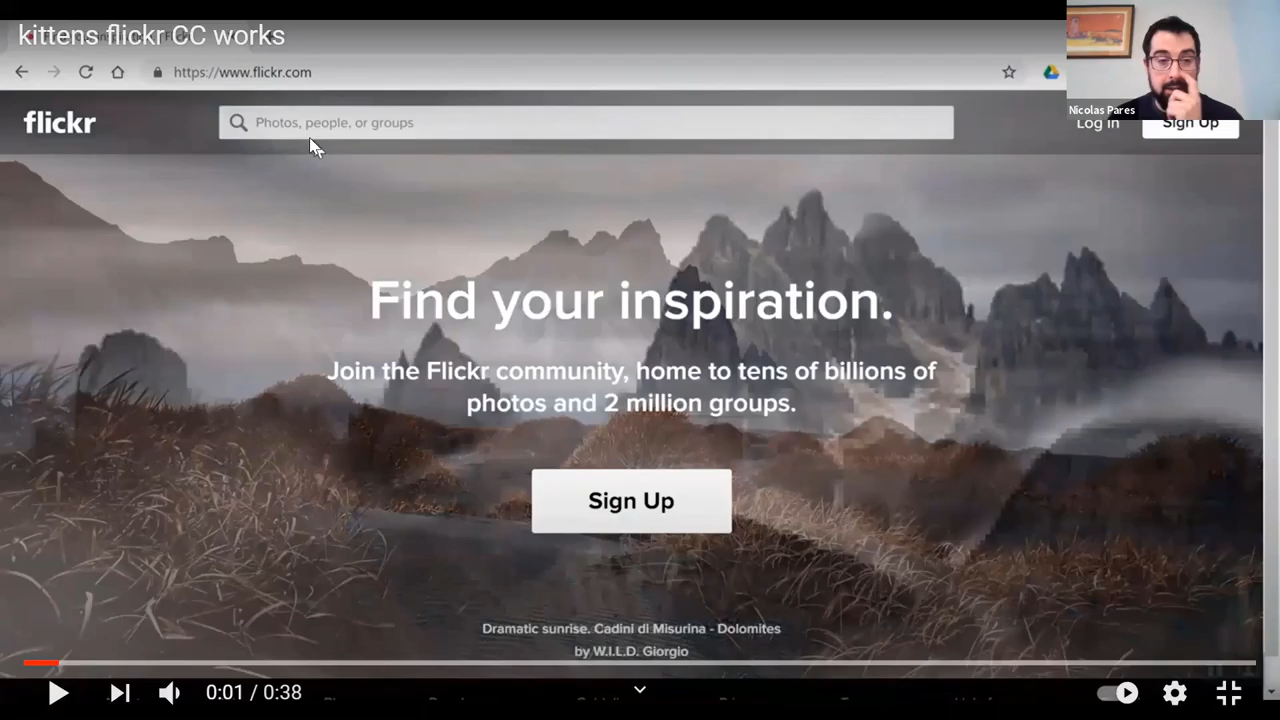 kittens flickr CC works
https://www.flickr.com
Nicolas Pares
flickr
Photos, people, or groups
Log In
Sign Up
Find your inspiration.
Join the Flickr community, home to tens of billions of
photos and 2 million groups.
Sign Up
Dramatic sunrise. Cadini di Misurina - Dolomites
by W.I.L.D. Giorgio
0:01 / 0:38